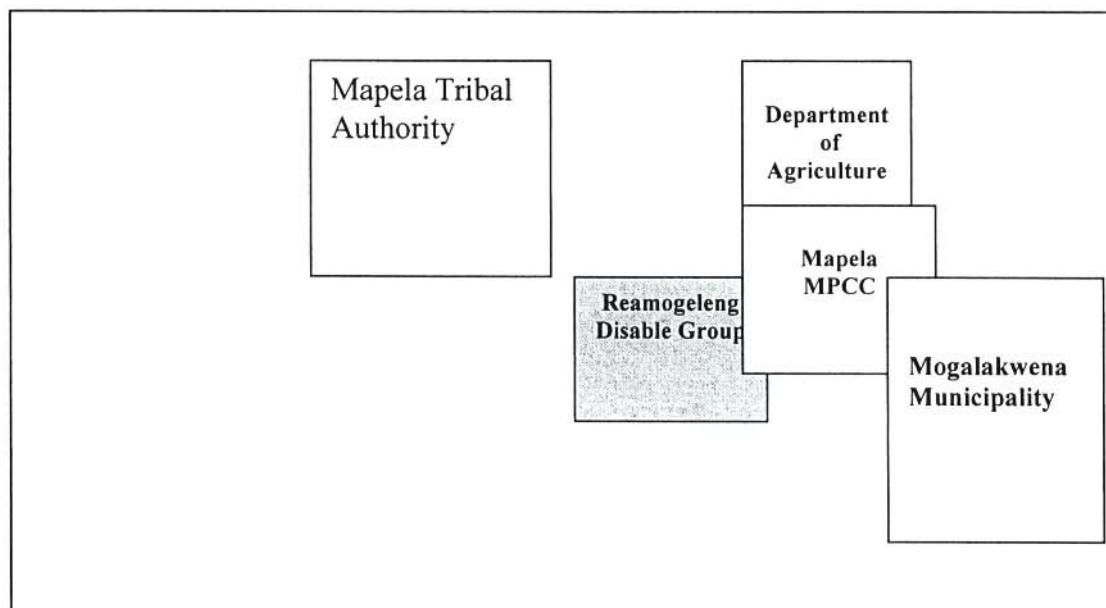 Mapela Tribal
Authority
Department
of
Agriculture
Mapela
MPCC
Reamogeleng
Disable Group
Mogalakwena
Municipality